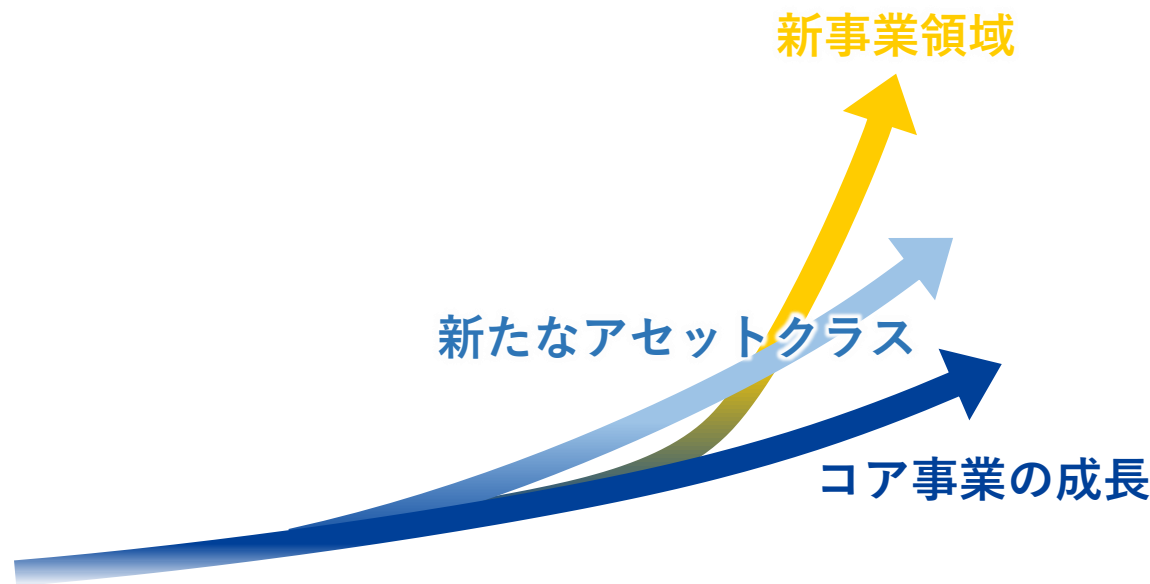 新事業領域
新たなアセットクラス
コア事業の成長